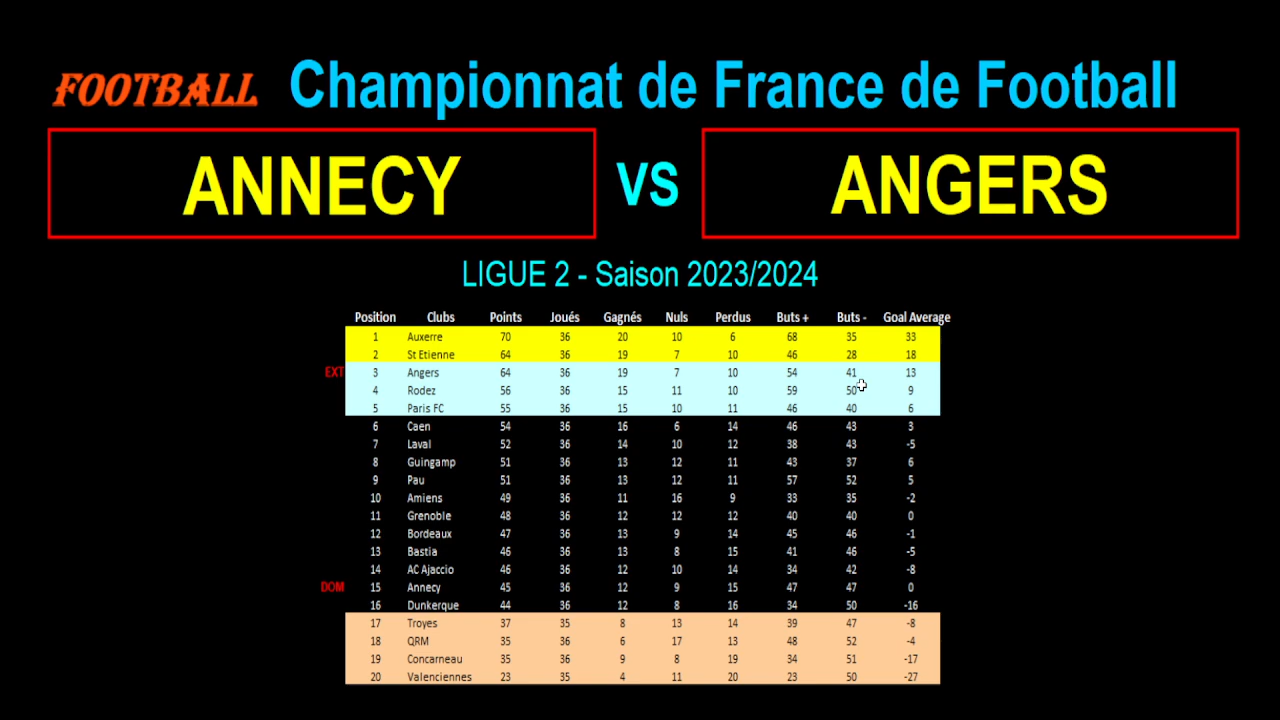 FOOTBALL Championnat de France de Football
ANNECY VS ANGERS
LIGUE 2 - Saison 2023/2024
Position Clubs Points Joués Gagnés Nuls Perdus Buts + Buts - Goal Average
1 Auxerre 70 36 20 10 6 68 35 33
2 St Etienne 64 36 19 7 10 46 28 18
EXT 3 Angers 64 36 19 7 10 54 41 13
4 Rodez 56 36 15 11 10 59 50 9
5 Paris FC 55 36 15 10 11 46 40 6
6 Caen 54 36 16 6 14 46 43 3
7 Laval 52 36 14 10 12 38 43 -5
8 Guingamp 51 36 13 12 11 43 37 6
9 Pau 51 36 13 12 11 57 52 5
10 Amiens 49 36 11 16 9 33 35 -2
11 Grenoble 48 36 12 12 12 40 40 0
12 Bordeaux 47 36 13 9 14 45 46 -1
13 Bastia 46 36 13 8 15 41 46 -5
14 AC Ajaccio 46 36 12 10 14 34 42 -8
DOM 15 Annecy 45 36 12 9 15 47 47 0
16 Dunkerque 44 36 12 8 16 34 50 -16
17 Troyes 37 35 8 13 14 39 47 -8
18 QRM 35 36 6 17 13 48 52 -4
19 Concarneau 35 36 9 8 19 34 51 -17
20 Valenciennes 23 35 4 11 20 23 50 -27